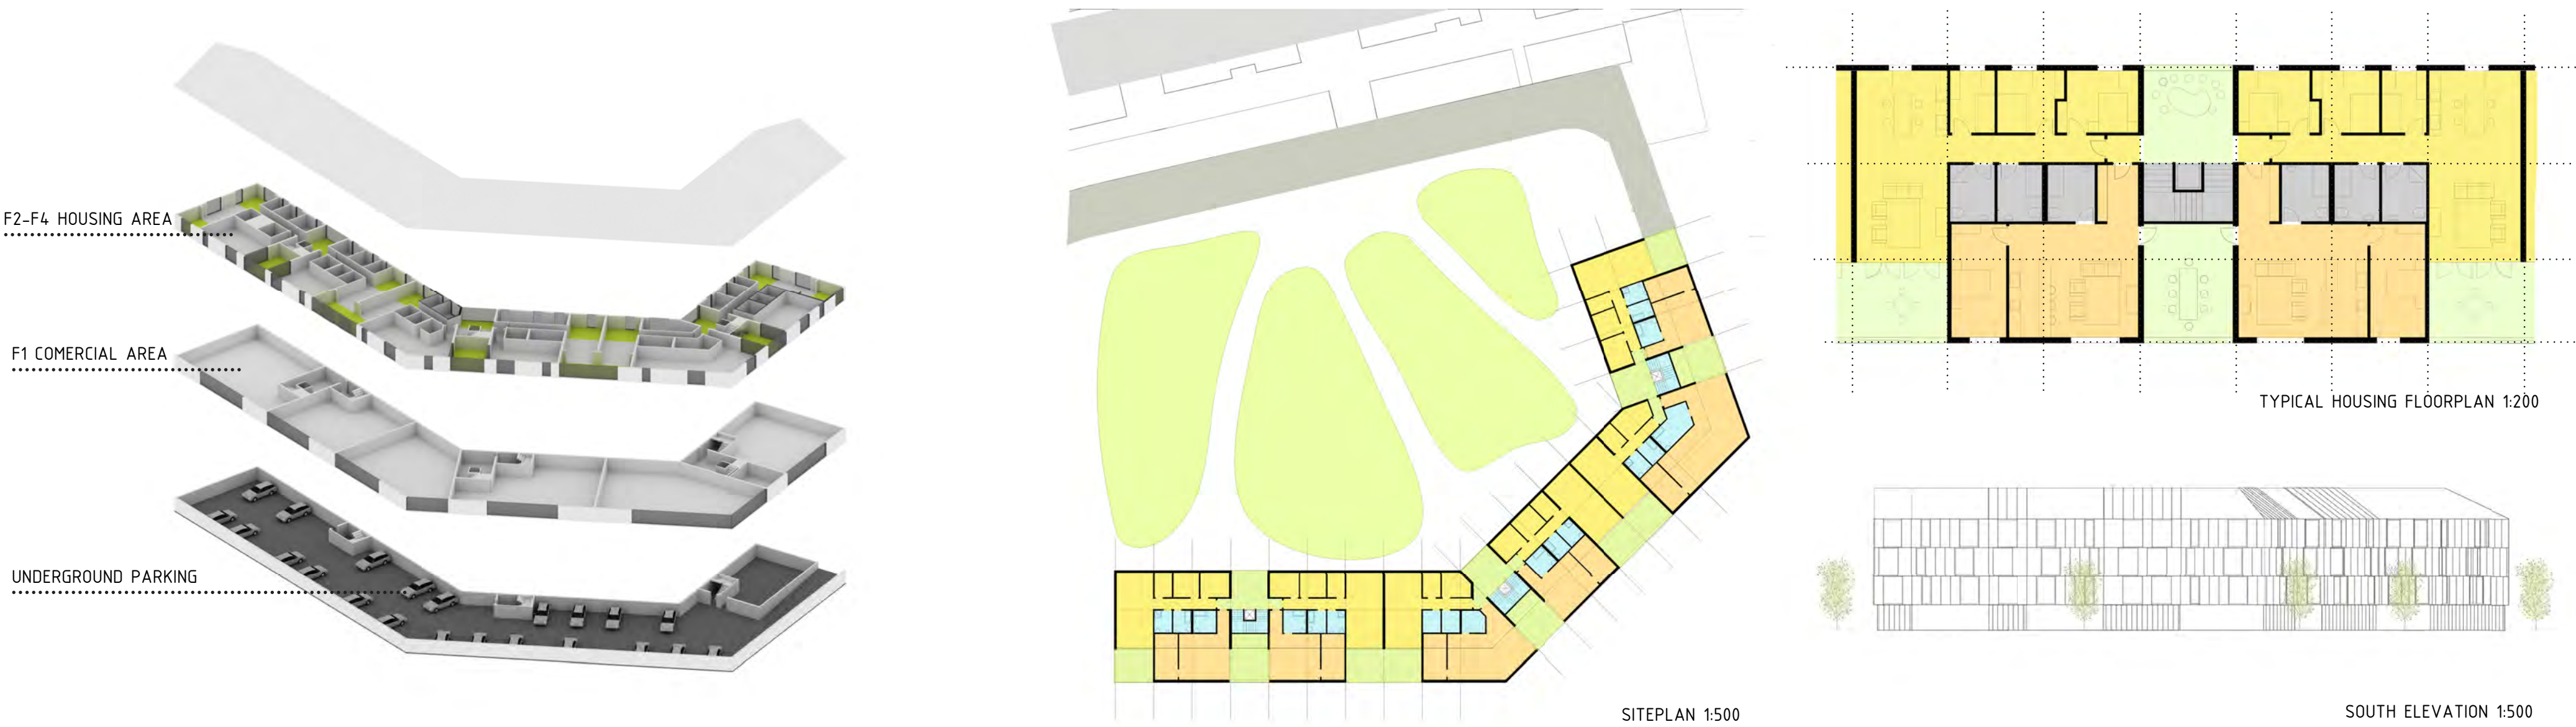 F2-F4 HOUSING AREA
F1 COMERCIAL AREA
UNDERGROUND PARKING
SITEPLAN 1:500
TYPICAL HOUSING FLOORPLAN 1:200
SOUTH ELEVATION 1:500